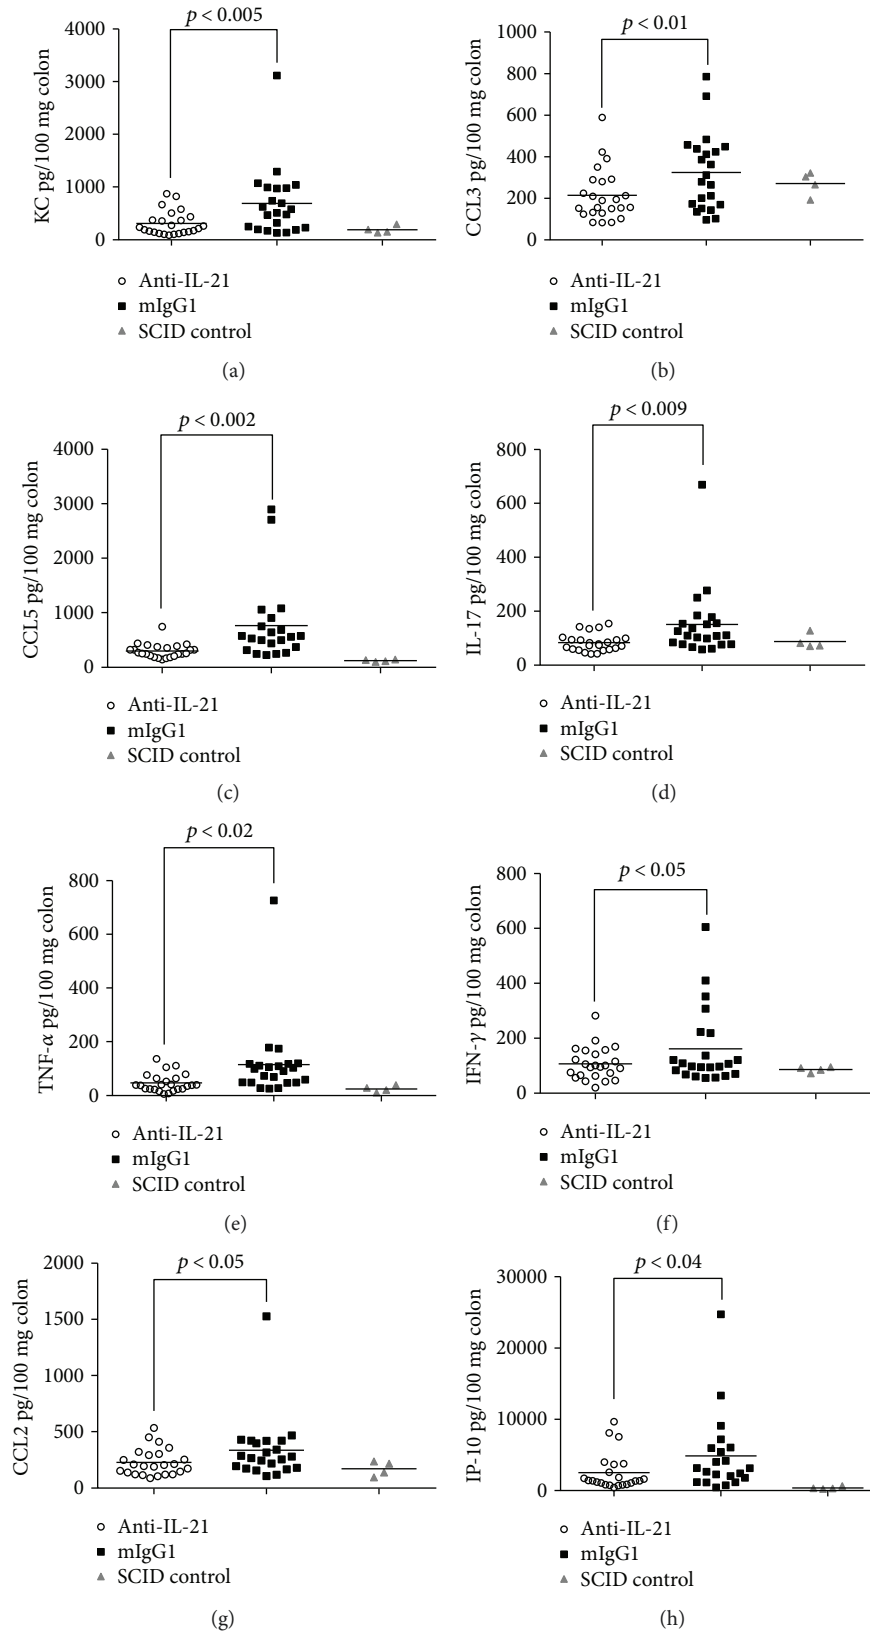 p < 0.005
KC pg/100 mg colon
4000
3000
2000
1000
0
Anti-IL-21
mIgG1
SCID control
(a)
p < 0.01
CCL3 pg/100 mg colon
1000
800
600
400
200
0
Anti-IL-21
mIgG1
SCID control
(b)
p < 0.002
CCL5 pg/100 mg colon
4000
3000
2000
1000
0
Anti-IL-21
mIgG1
SCID control
(c)
p < 0.009
IL-17 pg/100 mg colon
800
600
400
200
0
Anti-IL-21
mIgG1
SCID control
(d)
p < 0.02
TNF-α pg/100 mg colon
800
600
400
200
0
Anti-IL-21
mIgG1
SCID control
(e)
p < 0.05
IFN-γ pg/100 mg colon
800
600
400
200
0
Anti-IL-21
mIgG1
SCID control
(f)
p < 0.05
CCL2 pg/100 mg colon
2000
1500
1000
500
0
Anti-IL-21
mIgG1
SCID control
(g)
p < 0.04
IP-10 pg/100 mg colon
30000
20000
10000
0
Anti-IL-21
mIgG1
SCID control
(h)